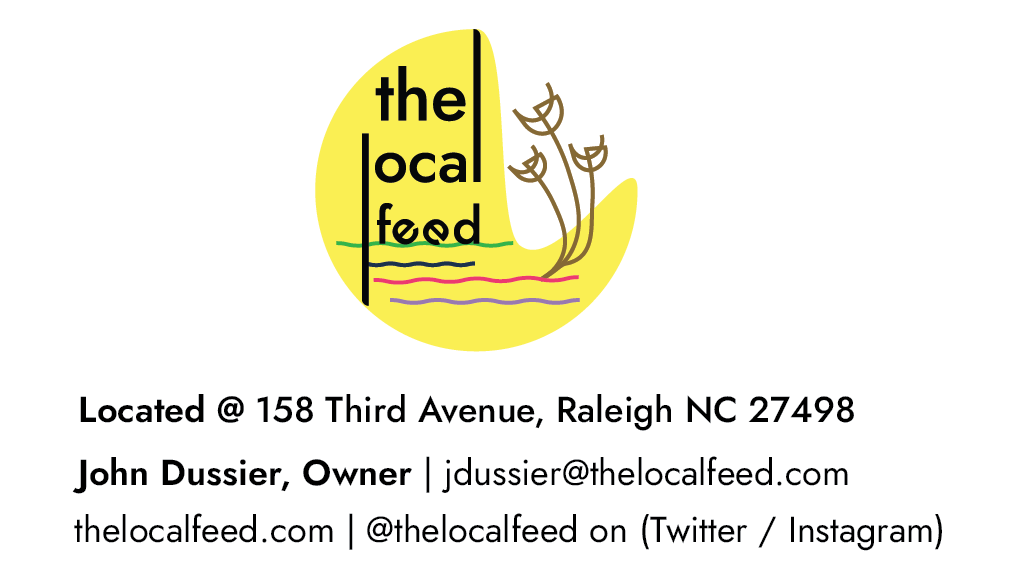 the
local
feed
Located @ 158 Third Avenue, Raleigh NC 27498
John Dussier, Owner | jdussier@thelocalfeed.com
thelocalfeed.com | @thelocalfeed on (Twitter / Instagram)